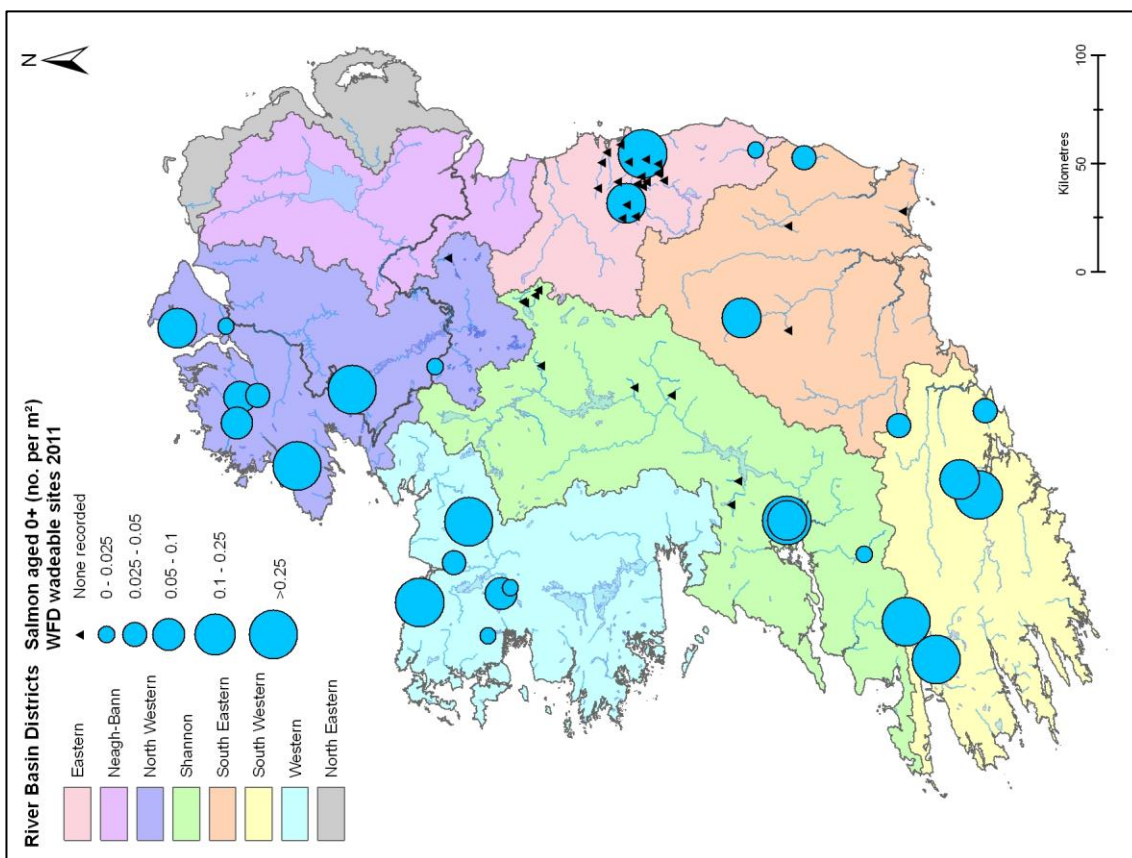 River Basin Districts
Eastern
Neagh-Bann
North Western
Shannon
South Eastern
South Western
Western
North Eastern
Salmon aged 0+ (no. per m²)
WFD wadeable sites 2011
None recorded
0 - 0.025
0.025 - 0.05
0.05 - 0.1
0.1 - 0.25
>0.25
N
0 50 100
Kilometres